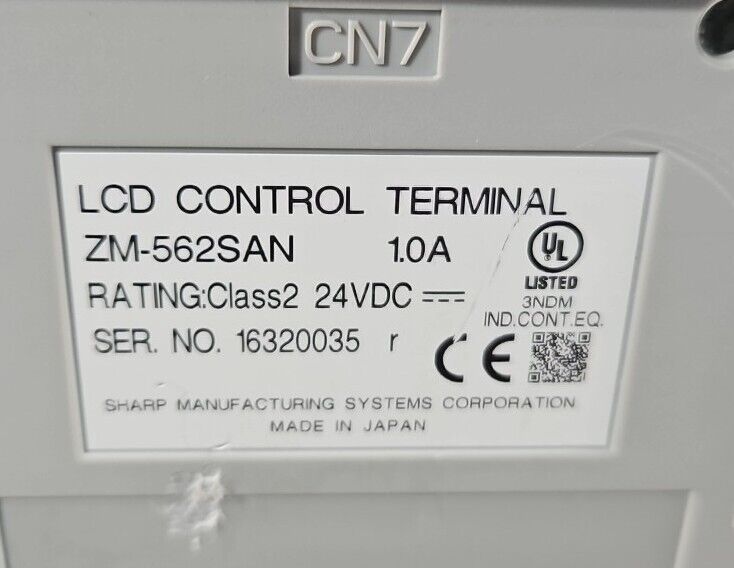 CN7
LCD CONTROL TERMINAL
ZM-562SAN 1.0A
UL
LISTED
RATING:Class2 24VDC
3NDM
IND.CONT.EQ.
SER. NO. 16320035 r
CE
SHARP MANUFACTURING SYSTEMS CORPORATION
MADE IN JAPAN